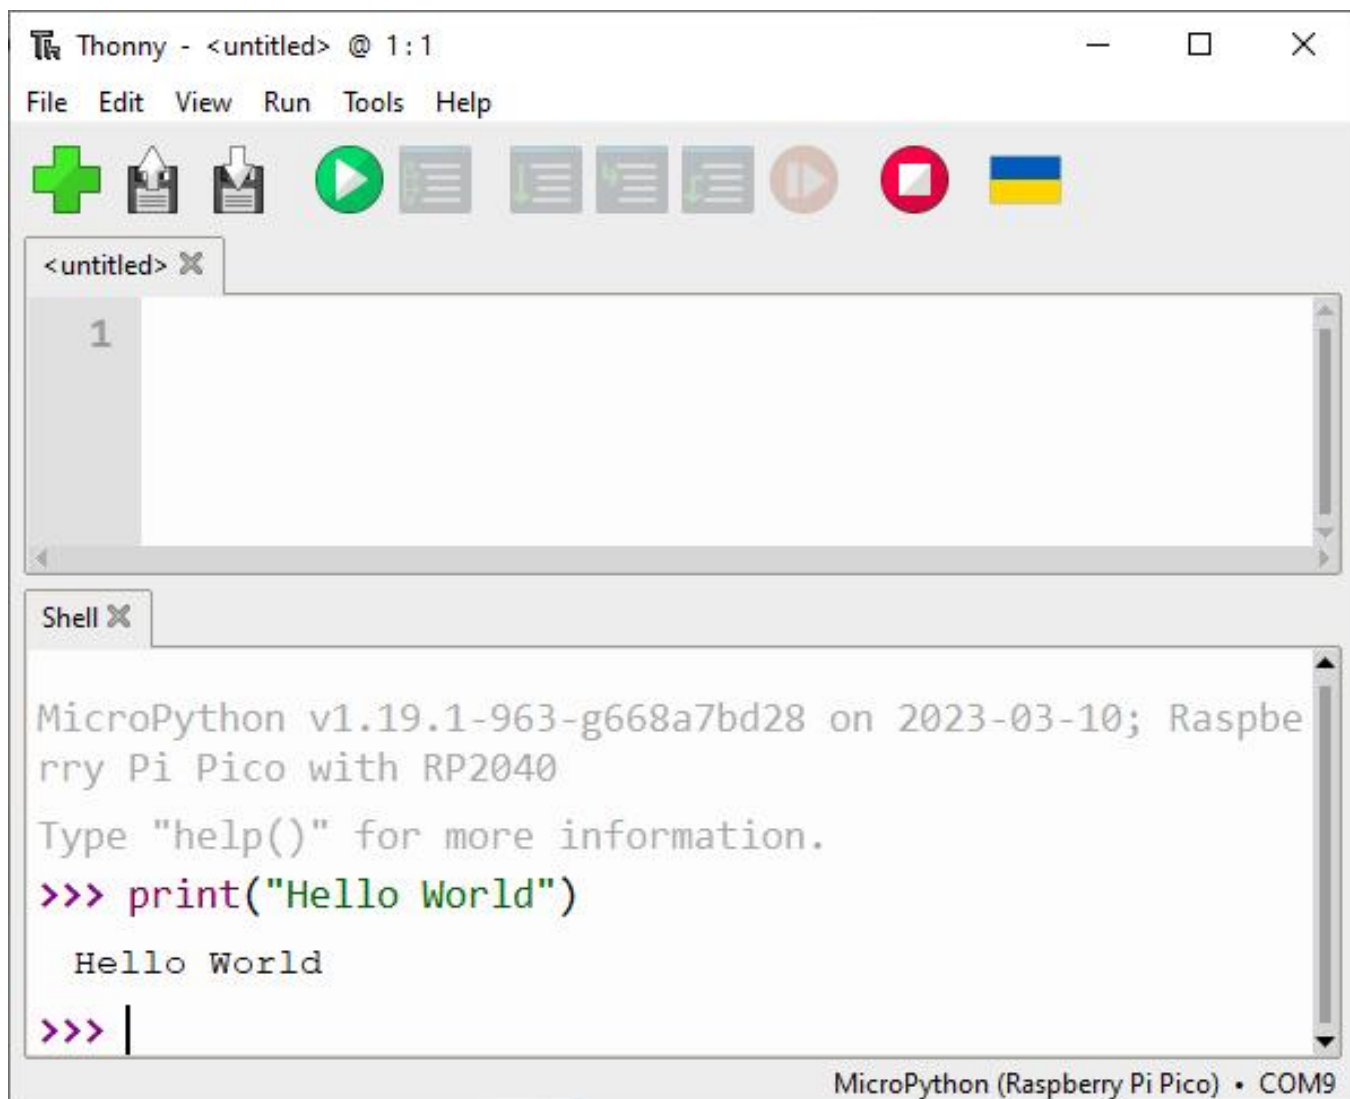 Thonny - <untitled> @ 1:1
File Edit View Run Tools Help
<untitled>
1
Shell
MicroPython v1.19.1-963-g668a7bd28 on 2023-03-10; Raspbe
rry Pi Pico with RP2040
Type "help()" for more information.
>>> print("Hello World")
Hello World
>>>
MicroPython (Raspberry Pi Pico) • COM9